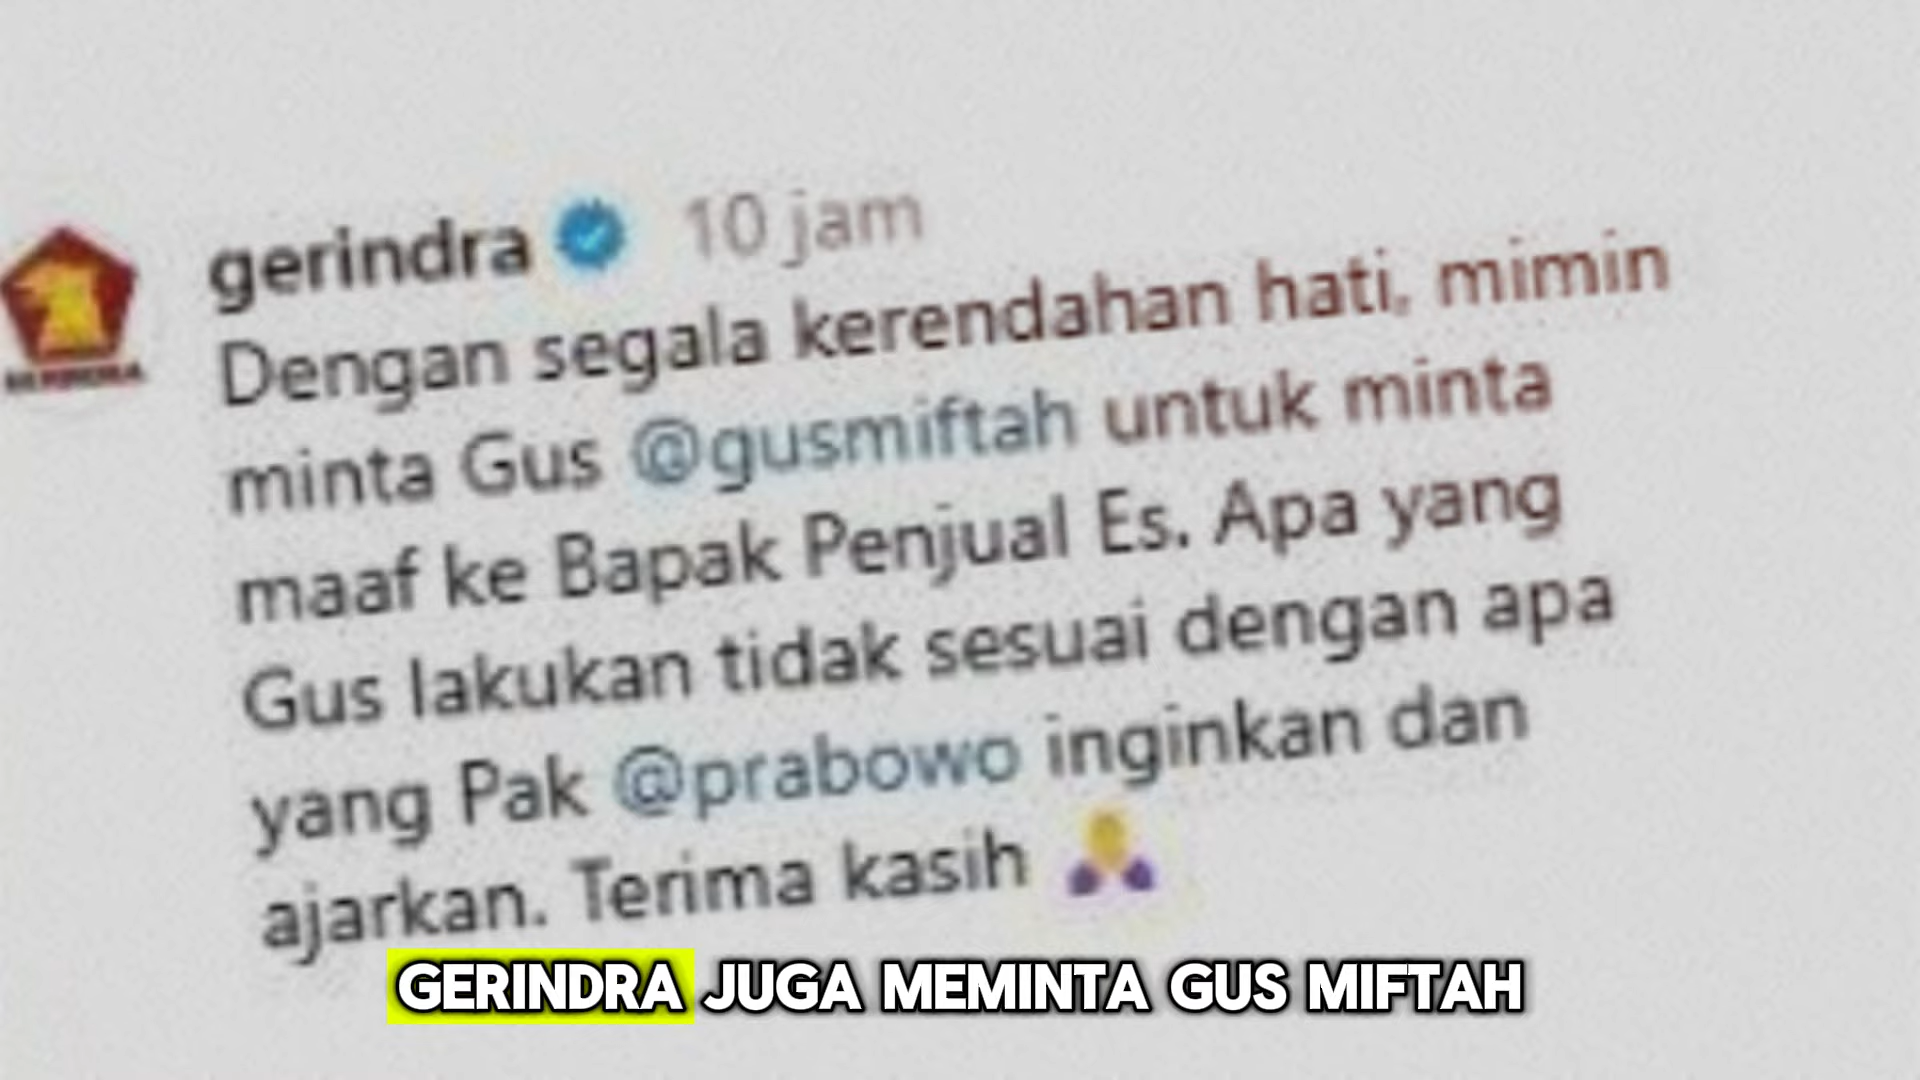 gerindra 10 jam
Dengan segala kerendahan hati, mimin
minta Gus @gusmiftah untuk minta
maaf ke Bapak Penjual Es. Apa yang
Gus lakukan tidak sesuai dengan apa
yang Pak @prabowo inginkan dan
ajarkan. Terima kasih
GERINDRA JUGA MEMINTA GUS MIFTAH